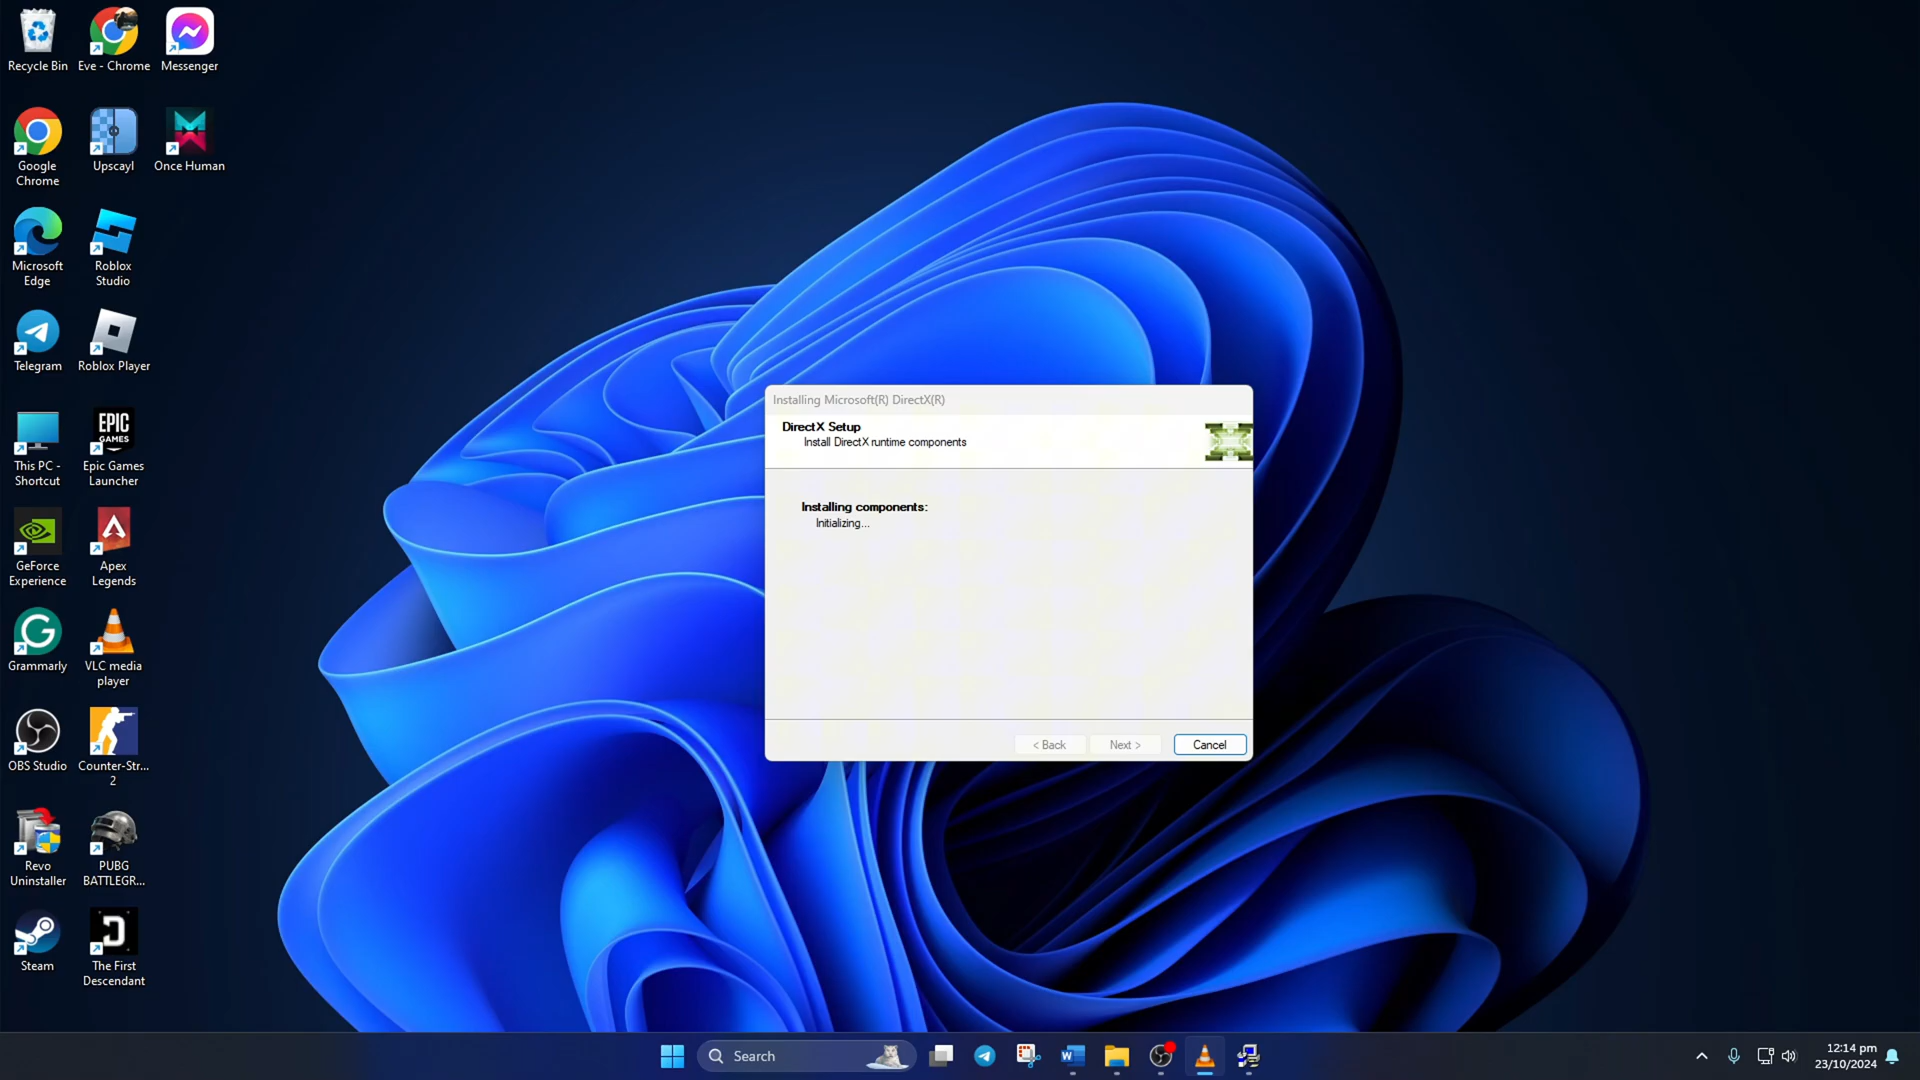 Recycle Bin
Eve - Chrome
Messenger
Google
Chrome
Upscayl
Once Human
Microsoft
Edge
Roblox
Studio
Telegram
Roblox Player
This PC -
Shortcut
EPIC
GAMES
Epic Games
Launcher
GeForce
Experience
Apex
Legends
Grammarly
VLC media
player
OBS Studio
Counter-Str...
2
Revo
Uninstaller
PUBG
BATTLEGR...
Steam
The First
Descendant
Installing Microsoft(R) DirectX(R)
DirectX Setup
Install DirectX runtime components
Installing components:
Initializing...
< Back
Next >
Cancel
Search
12:14 pm
23/10/2024